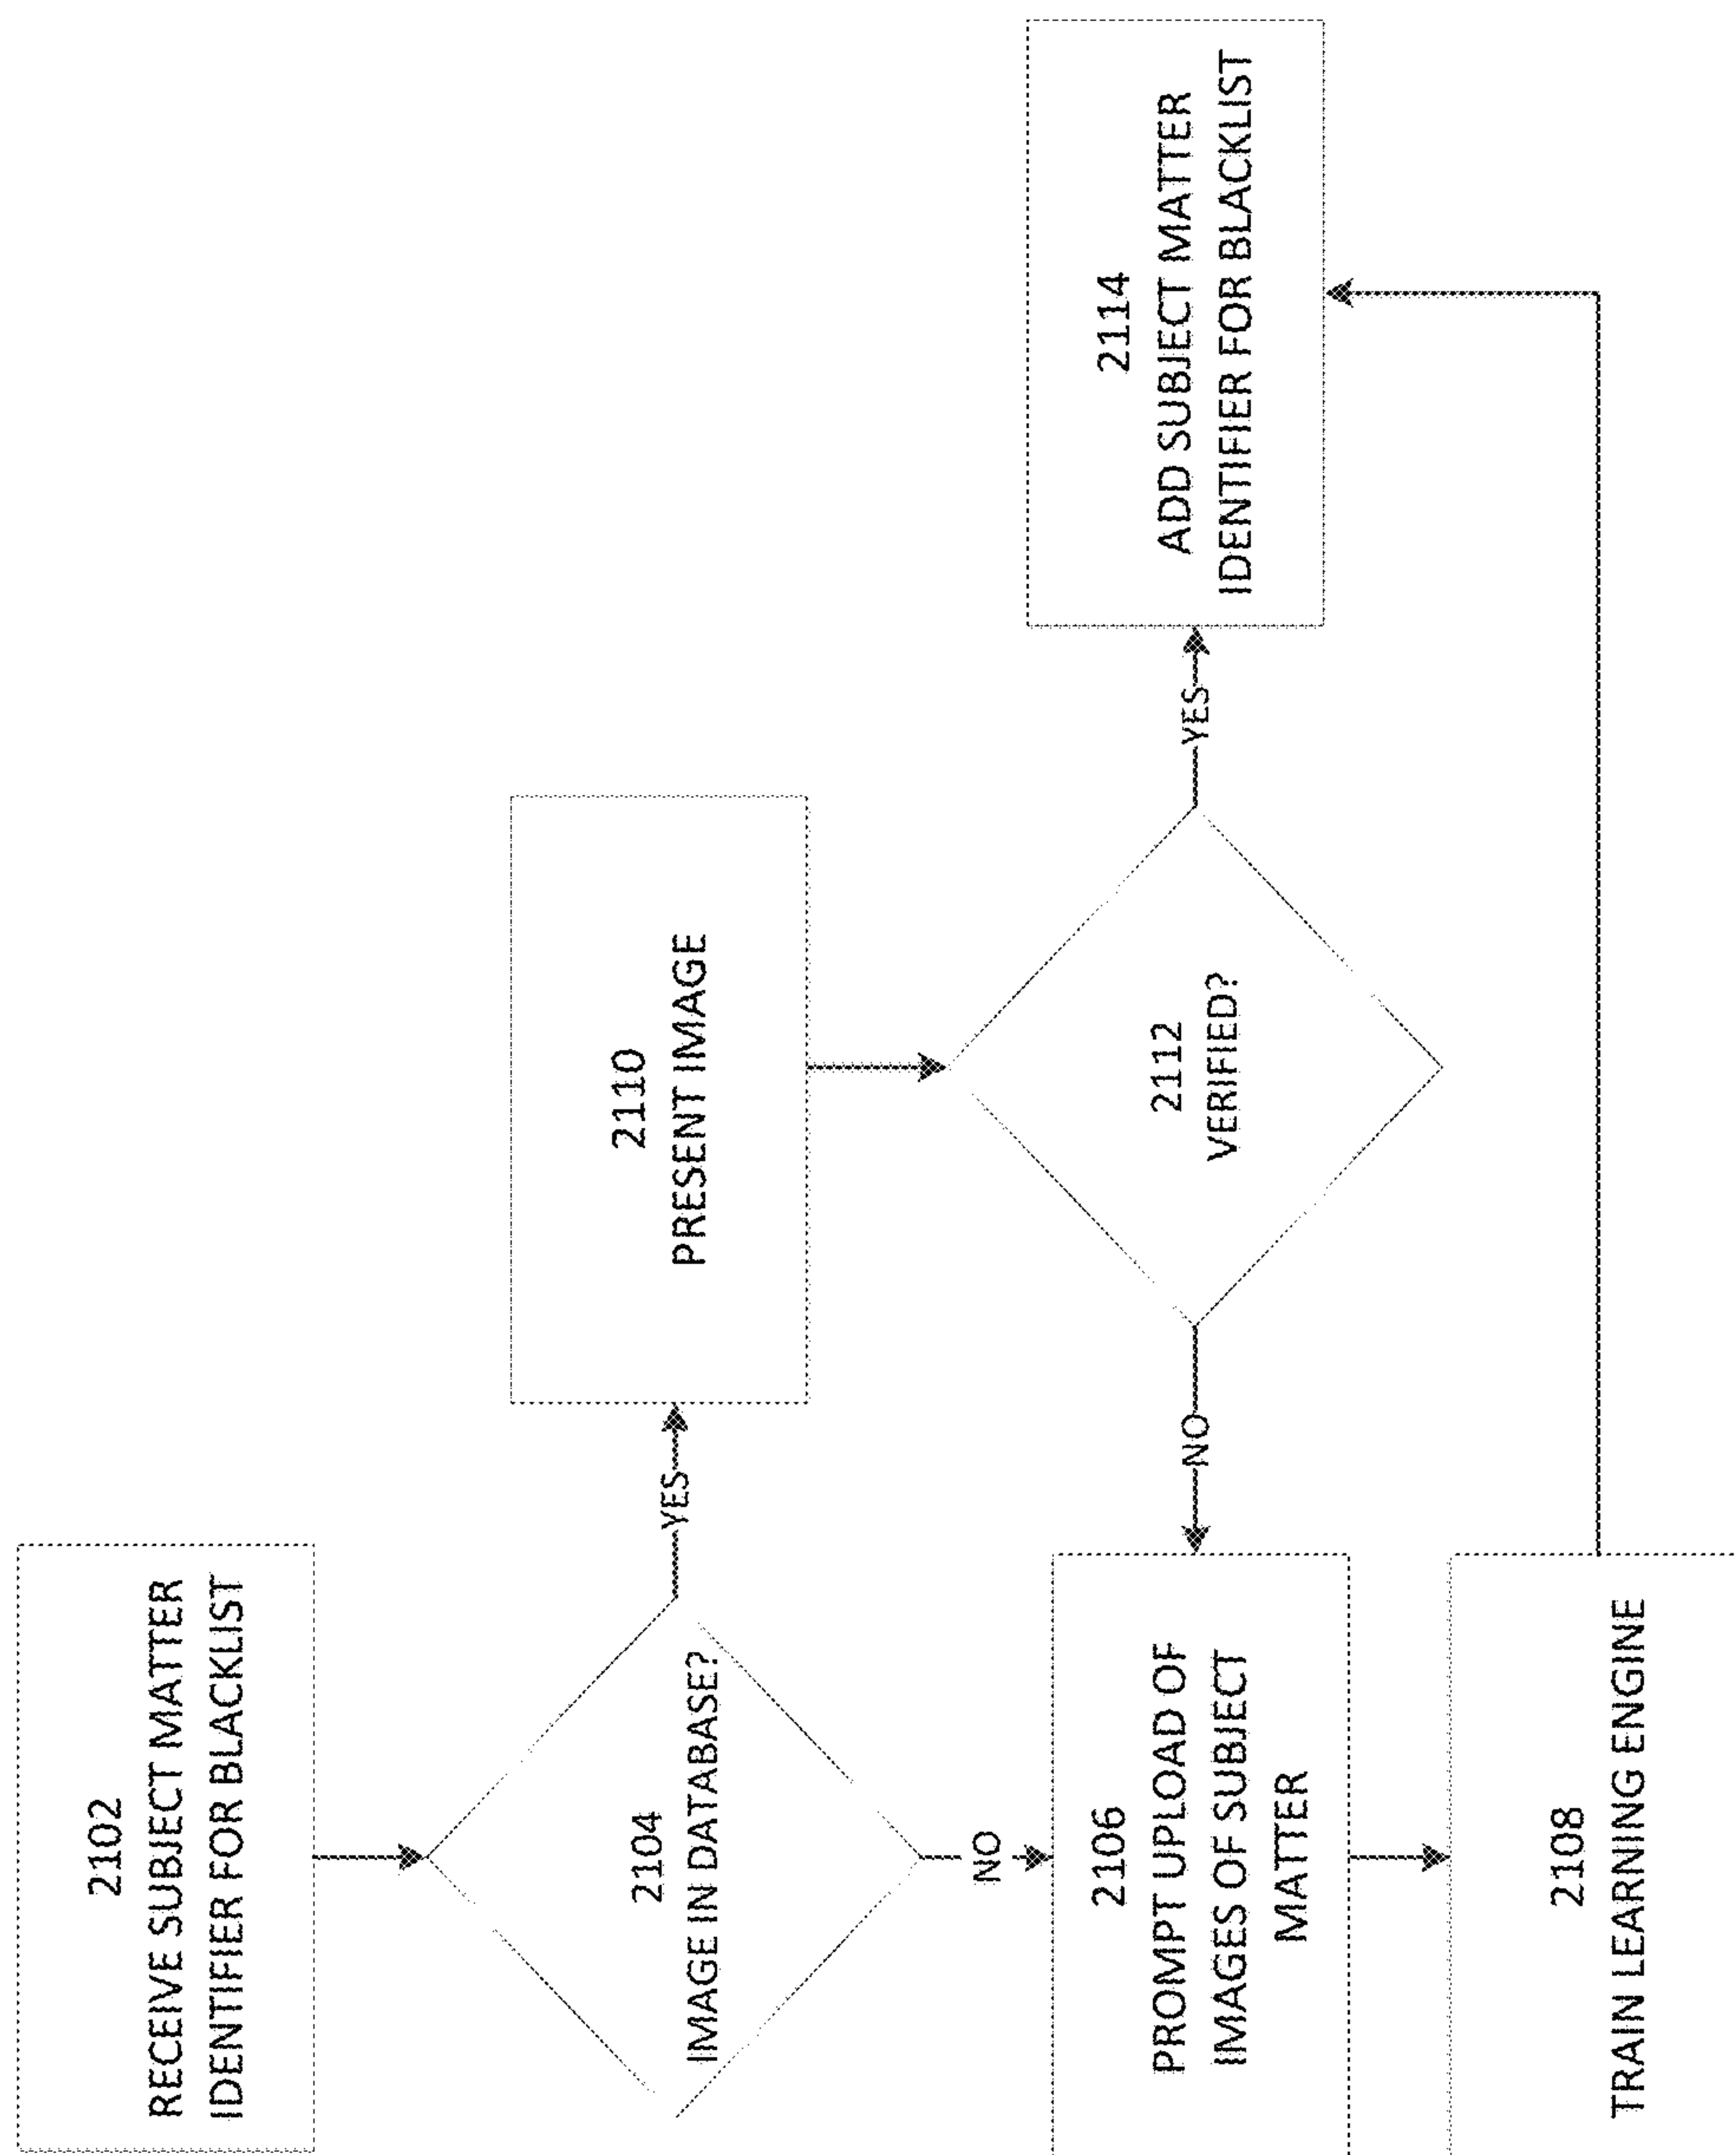 2102
RECEIVE SUBJECT MATTER
IDENTIFIER FOR BLACKLIST
2104
IMAGE IN DATABASE?
YES
NO
2110
PRESENT IMAGE
2106
PROMPT UPLOAD OF
IMAGES OF SUBJECT
MATTER
NO
2112
VERIFIED?
YES
2114
ADD SUBJECT MATTER
IDENTIFIER FOR BLACKLIST
2108
TRAIN LEARNING ENGINE